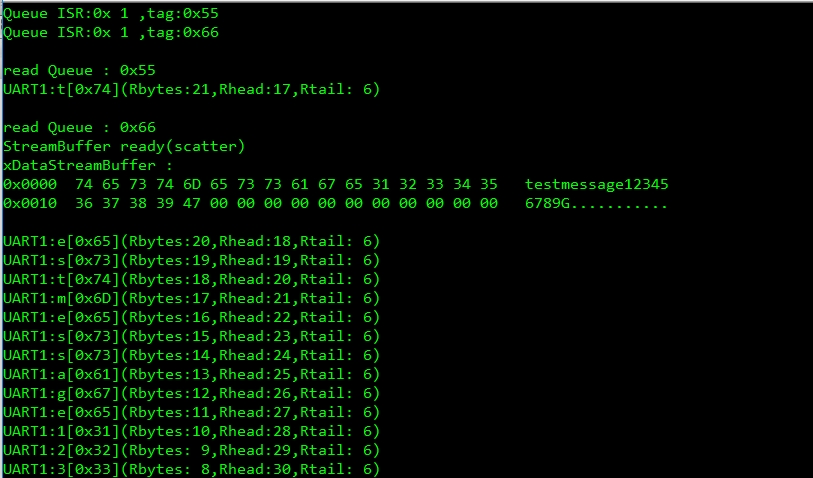 Queue ISR:0x 1 ,tag:0x55
Queue ISR:0x 1 ,tag:0x66
read Queue : 0x55
UART1:t[0x74](Rbytes:21,Rhead:17,Rtail: 6)
read Queue : 0x66
StreamBuffer ready(scatter)
xDataStreamBuffer :
0x0000  74 65 73 74 6D 65 73 73 61 67 65 31 32 33 34 35   testmessage12345
0x0010  36 37 38 39 47 00 00 00 00 00 00 00 00 00 00 00   6789G...........
UART1:e[0x65](Rbytes:20,Rhead:18,Rtail: 6)
UART1:s[0x73](Rbytes:19,Rhead:19,Rtail: 6)
UART1:t[0x74](Rbytes:18,Rhead:20,Rtail: 6)
UART1:m[0x6D](Rbytes:17,Rhead:21,Rtail: 6)
UART1:e[0x65](Rbytes:16,Rhead:22,Rtail: 6)
UART1:s[0x73](Rbytes:15,Rhead:23,Rtail: 6)
UART1:s[0x73](Rbytes:14,Rhead:24,Rtail: 6)
UART1:a[0x61](Rbytes:13,Rhead:25,Rtail: 6)
UART1:g[0x67](Rbytes:12,Rhead:26,Rtail: 6)
UART1:e[0x65](Rbytes:11,Rhead:27,Rtail: 6)
UART1:1[0x31](Rbytes:10,Rhead:28,Rtail: 6)
UART1:2[0x32](Rbytes: 9,Rhead:29,Rtail: 6)
UART1:3[0x33](Rbytes: 8,Rhead:30,Rtail: 6)